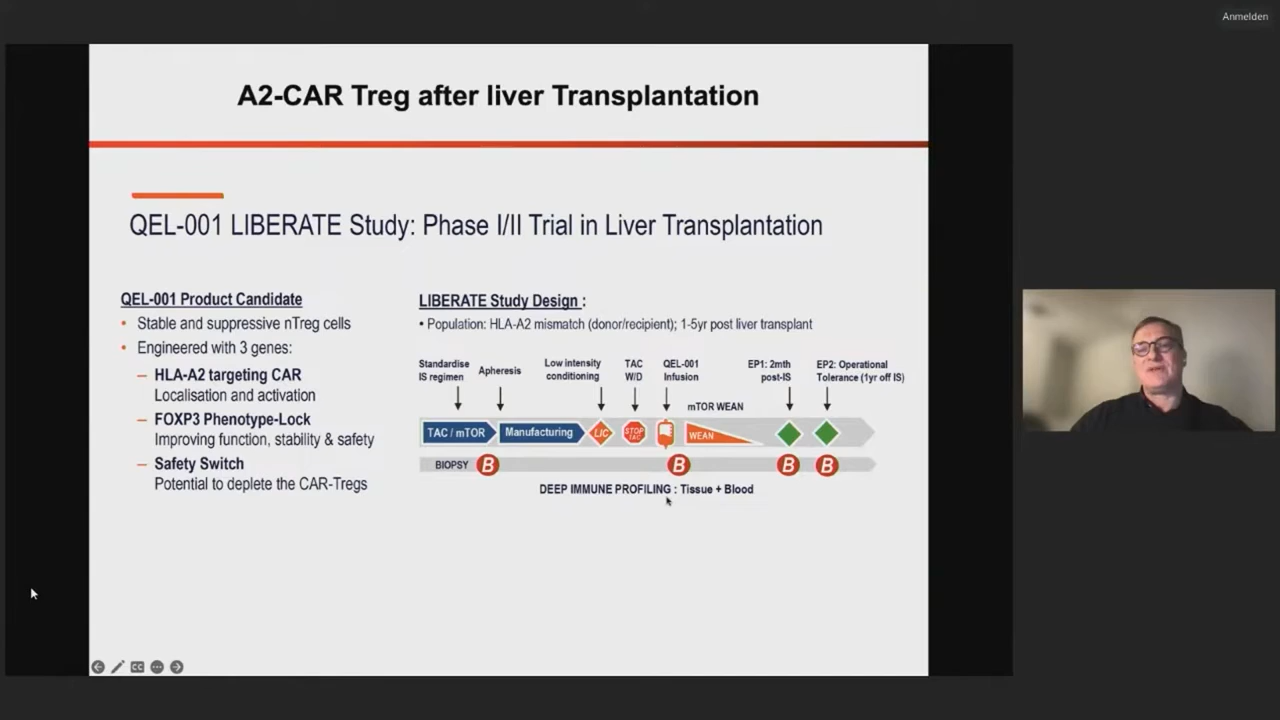 Anmelden
A2-CAR Treg after liver Transplantation
QEL-001 LIBERATE Study: Phase I/II Trial in Liver Transplantation
QEL-001 Product Candidate
• Stable and suppressive nTreg cells
• Engineered with 3 genes:
– HLA-A2 targeting CAR
Localisation and activation
– FOXP3 Phenotype-Lock
Improving function, stability & safety
– Safety Switch
Potential to deplete the CAR-Tregs
LIBERATE Study Design :
• Population: HLA-A2 mismatch (donor/recipient); 1-5yr post liver transplant
Standardise
IS regimen
Apheresis
Low intensity
conditioning
TAC
W/D
QEL-001
Infusion
mTOR WEAN
EP1: 2mth
post-IS
EP2: Operational
Tolerance (1yr off IS)
TAC / mTOR
Manufacturing
LIC
STOP
TAC
WEAN
BIOPSY
B
B
B
B
DEEP IMMUNE PROFILING : Tissue + Blood
CC